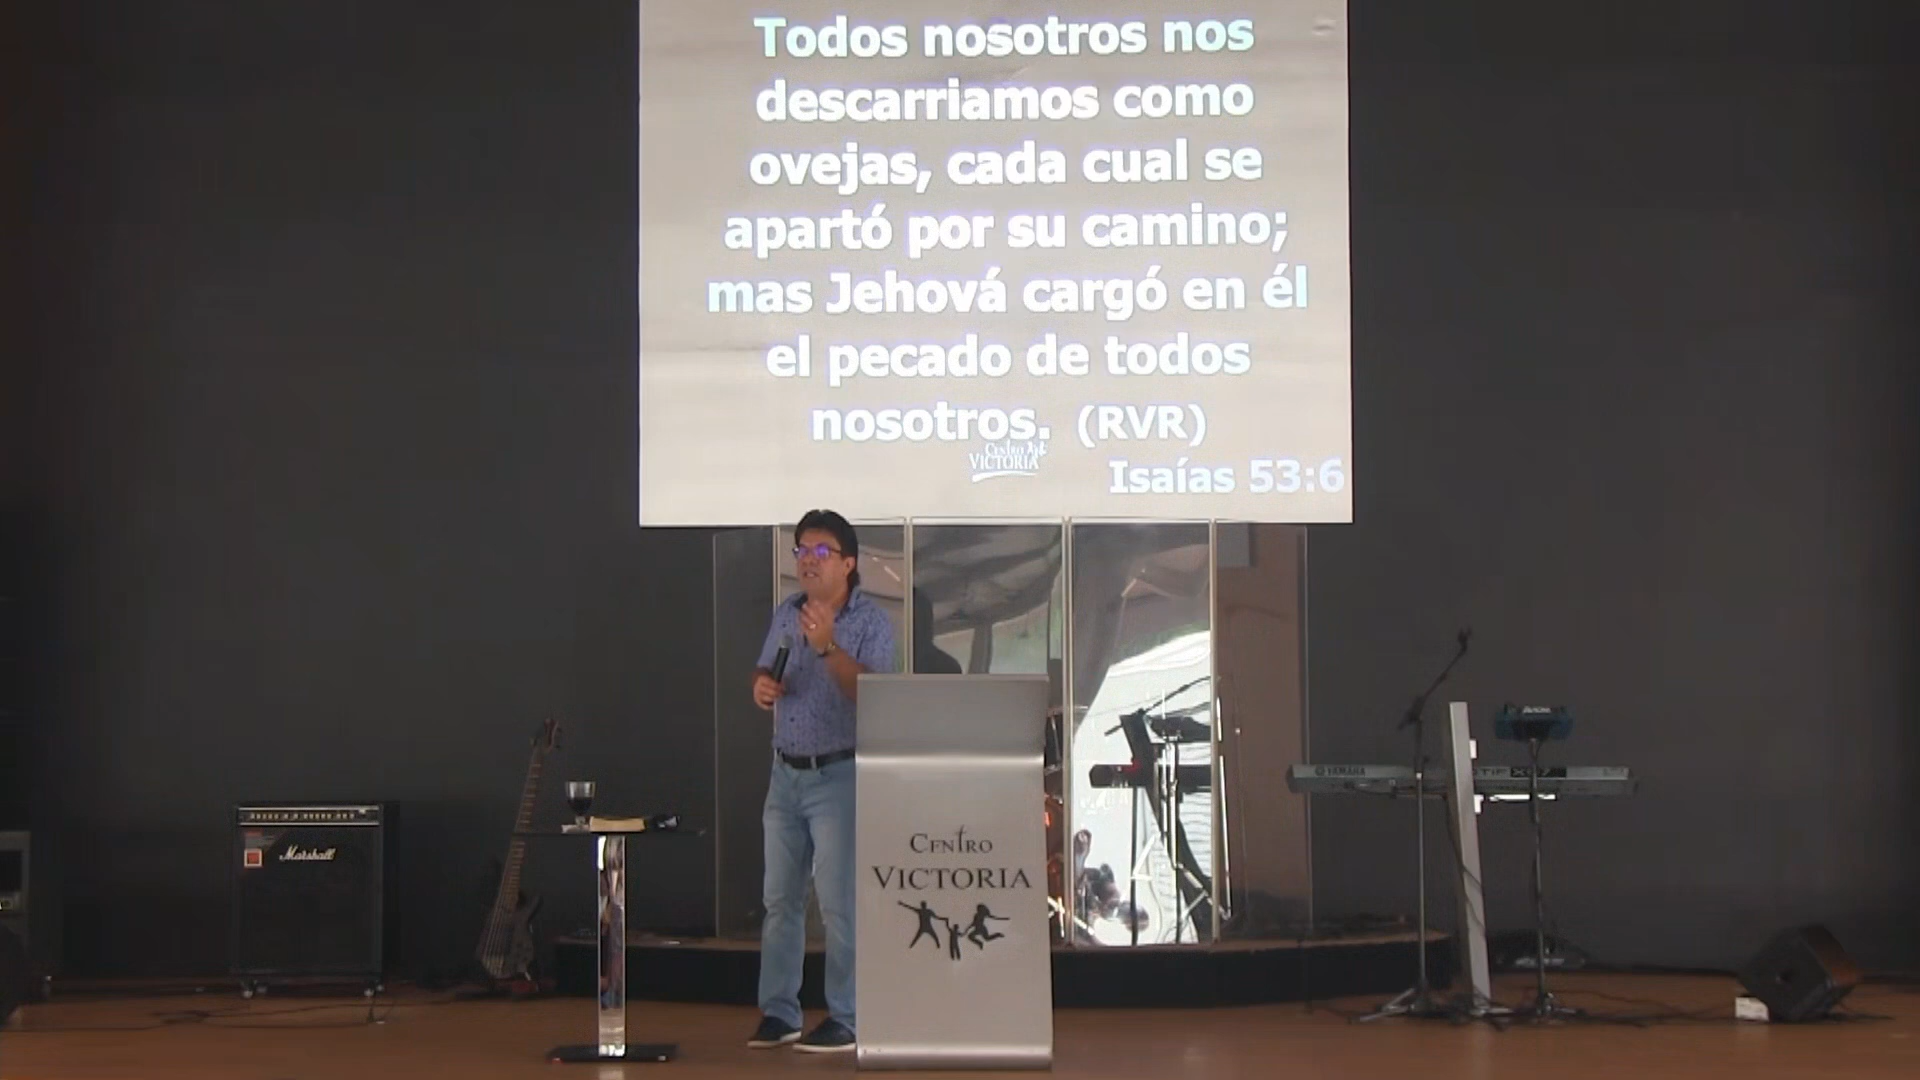 Todos nosotros nos
descarriamos como
ovejas, cada cual se
apartó por su camino;
mas Jehová cargó en él
el pecado de todos
nosotros. (RVR)
CENTRO
VICTORIA
Isaías 53:6
Marshall
CENTRO
VICTORIA
YAMAHA